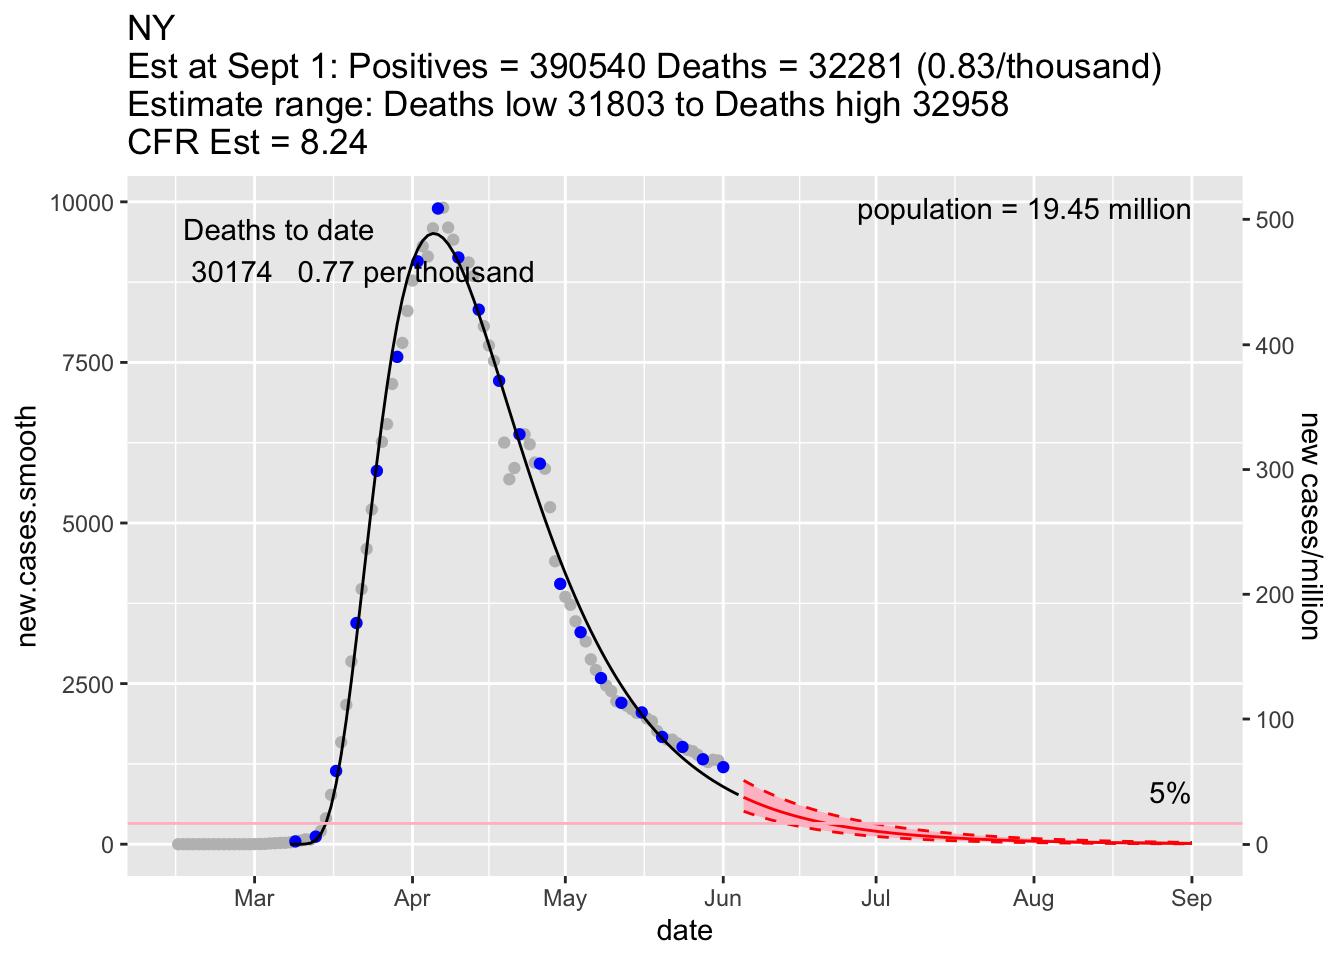 NY
Est at Sept 1: Positives = 390540 Deaths = 32281 (0.83/thousand)
Estimate range: Deaths low 31803 to Deaths high 32958
CFR Est = 8.24
Deaths to date
30174 0.77 per thousand
population = 19.45 million
5%
10000
7500
5000
2500
0
new.cases.smooth
500
400
300
200
100
0
new cases/million
Mar Apr May Jun Jul Aug Sep
date